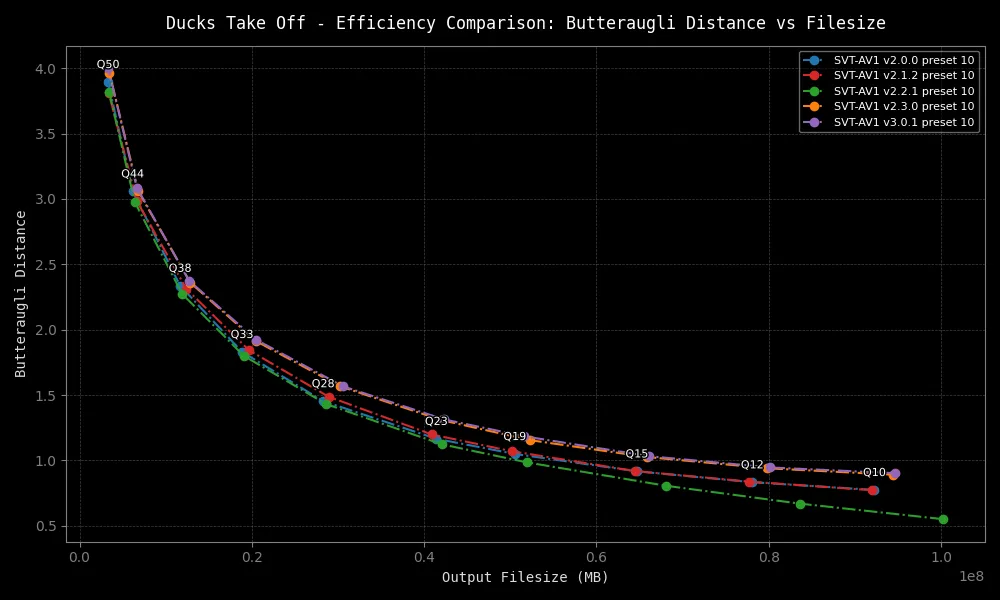 Ducks Take Off - Efficiency Comparison: Butteraugli Distance vs Filesize
SVT-AV1 v2.0.0 preset 10
SVT-AV1 v2.1.2 preset 10
SVT-AV1 v2.2.1 preset 10
SVT-AV1 v2.3.0 preset 10
SVT-AV1 v3.0.1 preset 10
Butteraugli Distance
4.0
3.5
3.0
2.5
2.0
1.5
1.0
0.5
Q50
Q44
Q38
Q33
Q28
Q23
Q19
Q15
Q12
Q10
0.0
0.2
0.4
0.6
0.8
1.0
1e8
Output Filesize (MB)